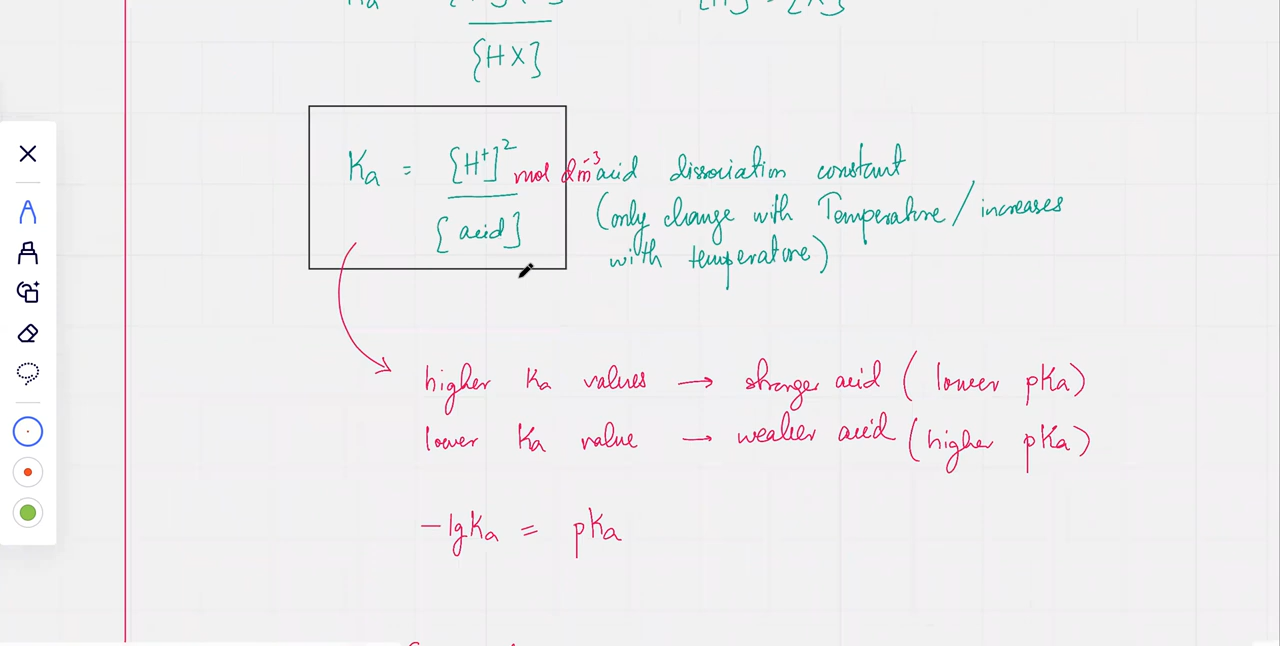 Ka
{HX}
Ka = [H+]² mol dm⁻³ acid dissociation constant
[acid] (only change with Temperature / increases
with temperature)
higher Ka values → stronger acid (lower pKa)
lower Ka value → weaker acid (higher pKa)
-lgKa = pKa